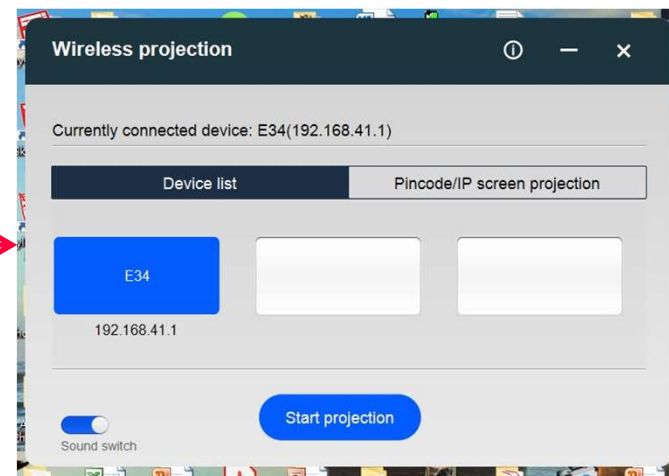 Wireless projection
Currently connected device: E34(192.168.41.1)
Device list
Pincode/IP screen projection
E34
192.168.41.1
Start projection
Sound switch